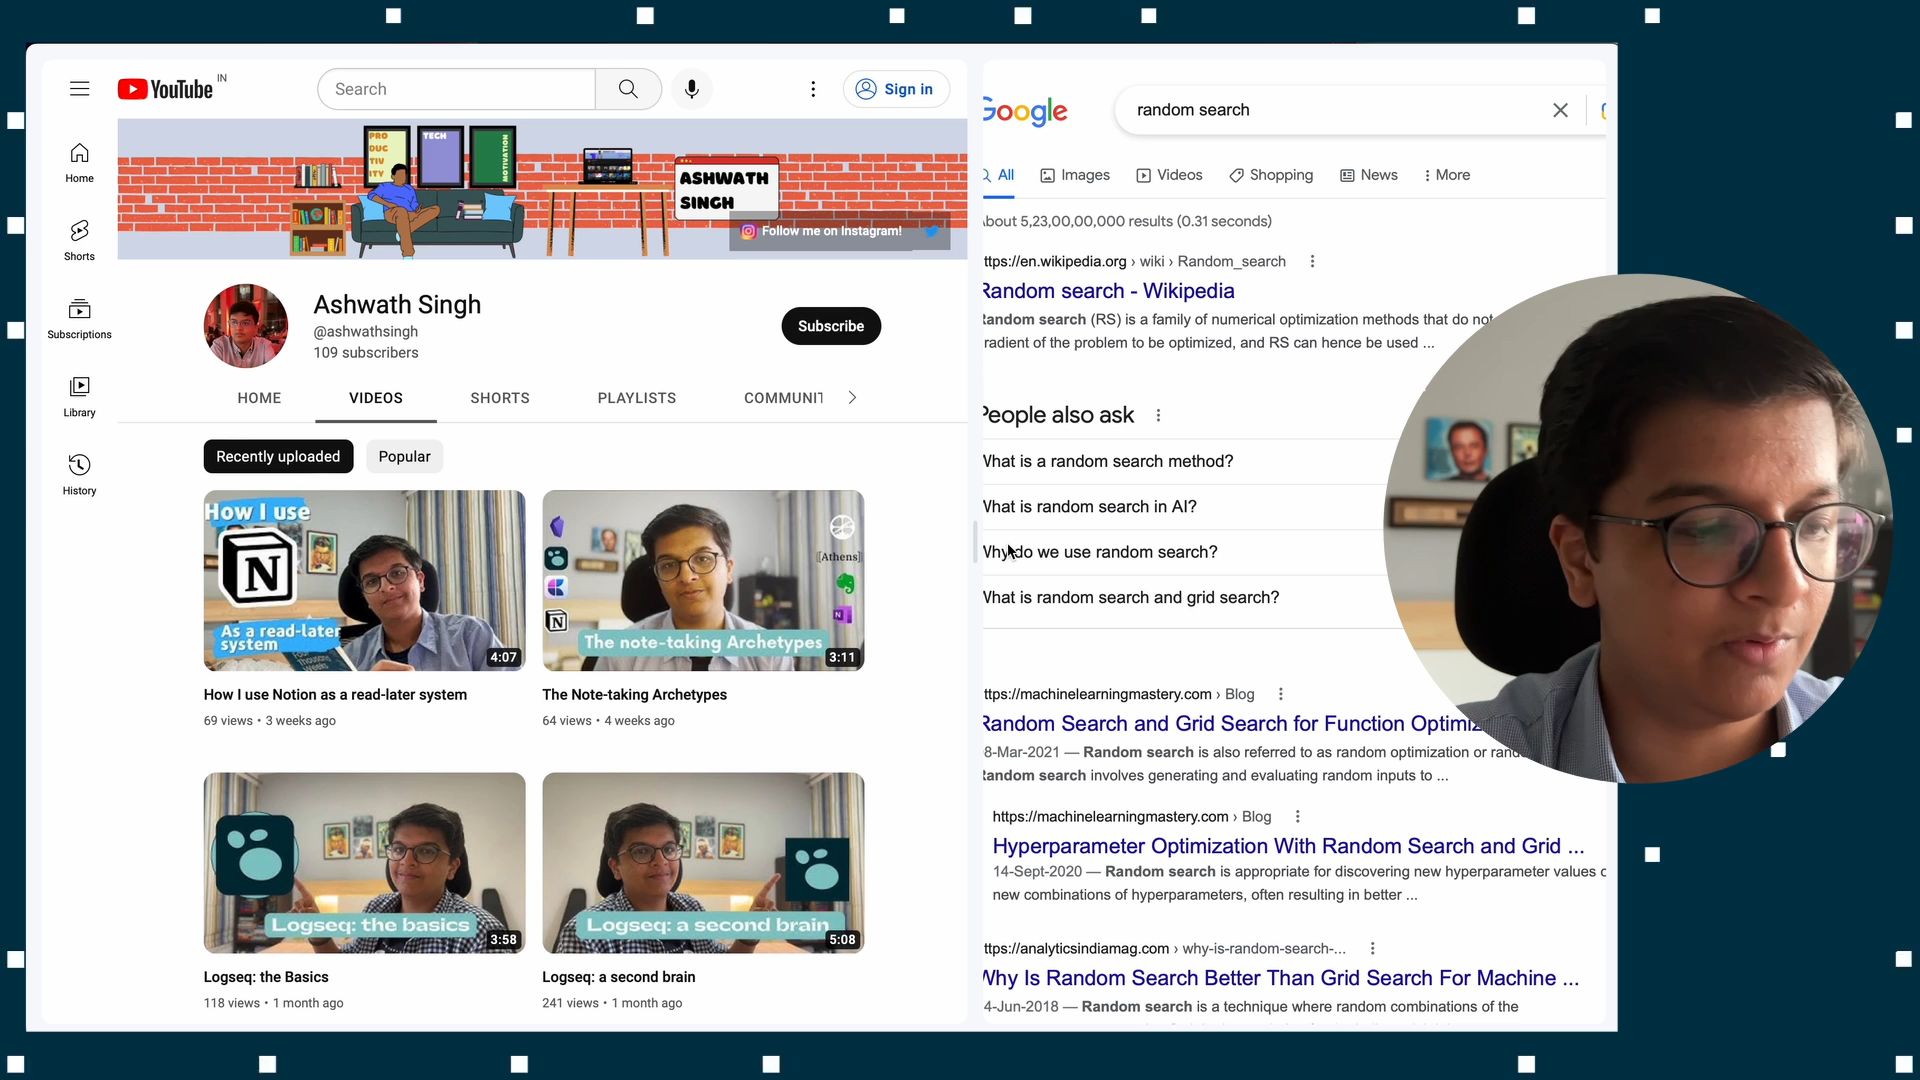 YouTube
IN
Search
Sign in
Home
Shorts
Subscriptions
Library
History
PRO
DUC
TIV
ITY
TECH
MOTIVATION
ASHWATH
SINGH
Follow me on Instagram!
Ashwath Singh
@ashwathsingh
109 subscribers
Subscribe
HOME
VIDEOS
SHORTS
PLAYLISTS
COMMUNIT
Recently uploaded
Popular
How I use
N
As a read-later
system
4:07
How I use Notion as a read-later system
69 views • 3 weeks ago
[[Athens]
N
The note-taking Archetypes
3:11
The Note-taking Archetypes
64 views • 4 weeks ago
Logseq: the basics
3:58
Logseq: the Basics
118 views • 1 month ago
Logseq: a second brain
5:08
Logseq: a second brain
241 views • 1 month ago
Google
random search
All
Images
Videos
Shopping
News
More
About 5,23,00,00,000 results (0.31 seconds)
ttps://en.wikipedia.org › wiki › Random_search
Random search - Wikipedia
Random search (RS) is a family of numerical optimization methods that do not
radient of the problem to be optimized, and RS can hence be used ...
People also ask
What is a random search method?
What is random search in AI?
Why do we use random search?
What is random search and grid search?
ttps://machinelearningmastery.com › Blog
Random Search and Grid Search for Function Optimiz
8-Mar-2021 — Random search is also referred to as random optimization or rand
Random search involves generating and evaluating random inputs to ...
https://machinelearningmastery.com › Blog
Hyperparameter Optimization With Random Search and Grid ...
14-Sept-2020 — Random search is appropriate for discovering new hyperparameter values o
new combinations of hyperparameters, often resulting in better ...
ttps://analyticsindiamag.com › why-is-random-search-...
Why Is Random Search Better Than Grid Search For Machine ...
4-Jun-2018 — Random search is a technique where random combinations of the